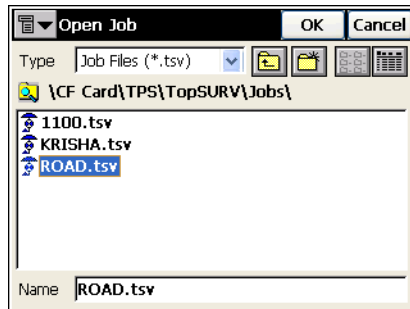 Open Job OK Cancel
Type Job Files (*.tsv)
\CF Card\TPS\TopSURV\Jobs\
1100.tsv
KRISHA.tsv
ROAD.tsv
Name ROAD.tsv